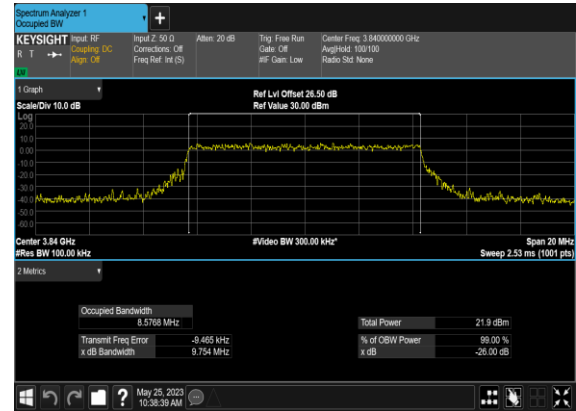 Spectrum Analyzer 1
Occupied BW
KEYSIGHT Input: RF
R T Coupling: DC
Align: Off
Input Z: 50 Ω
Corrections: Off
Freq Ref: Int (S)
Atten: 20 dB
Trig: Free Run
Gate: Off
#IF Gain: Low
Center Freq: 3.840000000 GHz
Avg|Hold: 100/100
Radio Std: None
LW
1 Graph
Ref Lvl Offset 26.50 dB
Scale/Div 10.0 dB
Ref Value 30.00 dBm
Log
20.0
10.0
0.00
-10.0
-20.0
-30.0
-40.0
-50.0
-60.0
Center 3.84 GHz
#Video BW 300.00 kHz*
Span 20 MHz
#Res BW 100.00 kHz
Sweep 2.53 ms (1001 pts)
2 Metrics
Occupied Bandwidth
8.5768 MHz
Total Power 21.9 dBm
Transmit Freq Error -9.465 kHz
% of OBW Power 99.00 %
x dB Bandwidth 9.754 MHz
x dB -26.00 dB
May 25, 2023
10:38:39 AM